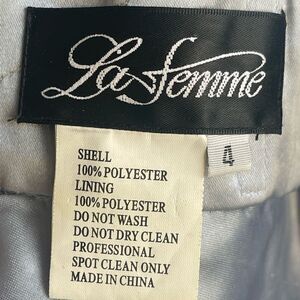 La Femme
4
SHELL
100% POLYESTER
LINING
100% POLYESTER
DO NOT WASH
DO NOT DRY CLEAN
PROFESSIONAL
SPOT CLEAN ONLY
MADE IN CHINA